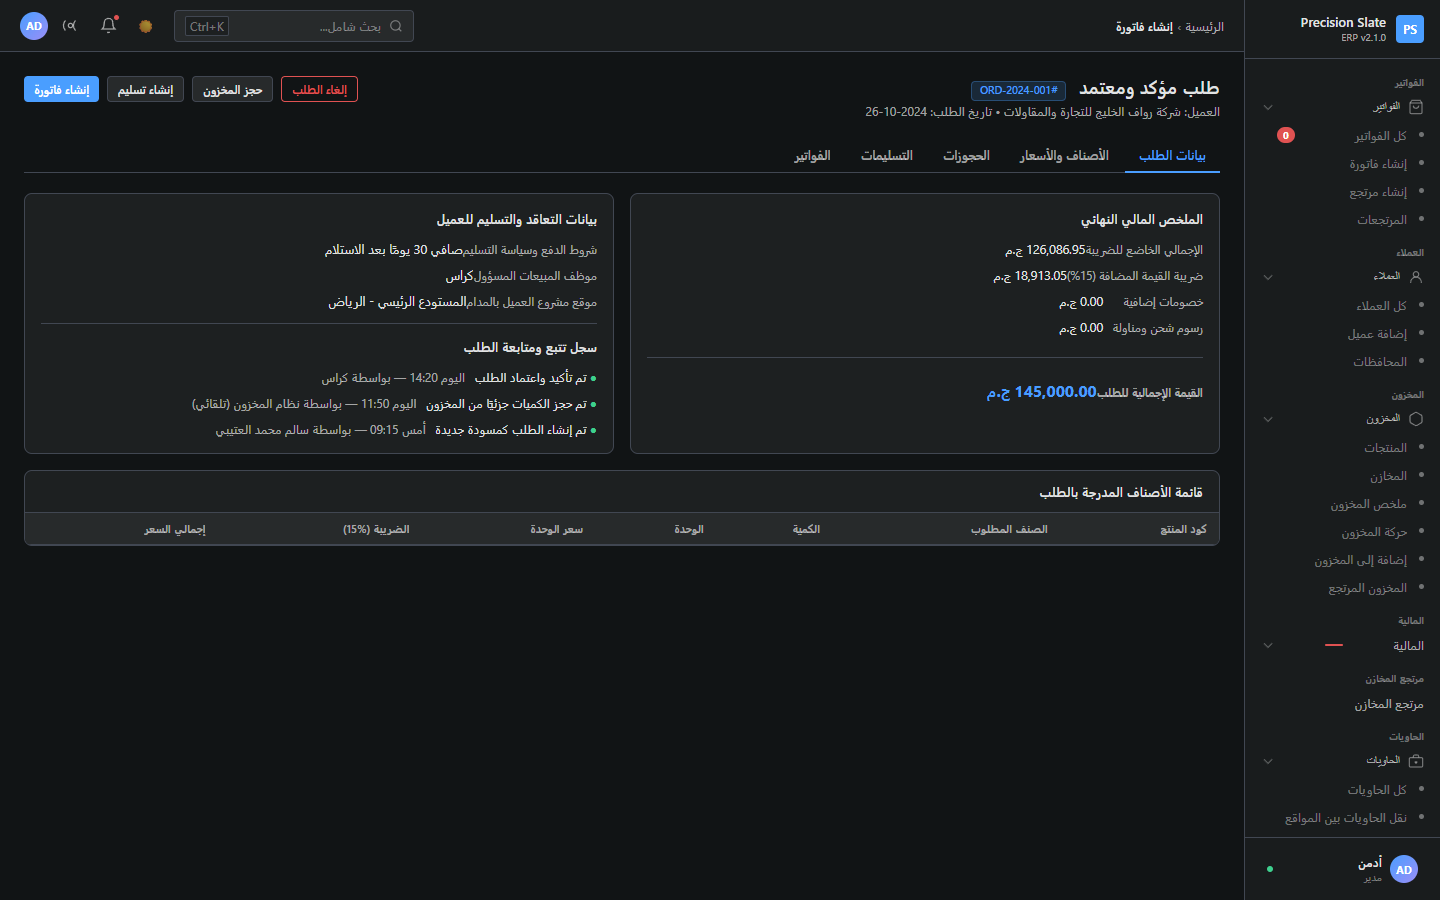 Precision Slate
ERP v2.1.0
PS
الفواتير
الفواتير
كل الفواتير
0
إنشاء فاتورة
إنشاء مرتجع
المرتجعات
العملاء
العملاء
كل العملاء
إضافة عميل
المحافظات
المخزون
المخزون
المنتجات
المخازن
ملخص المخزون
حركة المخزون
إضافة إلى المخزون
المخزون المرتجع
المالية
المالية
مرتجع المخازن
مرتجع المخازن
الحاويات
الحاويات
كل الحاويات
نقل الحاويات بين المواقع
AD
أدمن
مدير
الرئيسية › إنشاء فاتورة
بحث شامل... Ctrl+K
AD
طلب مؤكد ومعتمد #ORD-2024-001
العميل: شركة رواف الخليج للتجارة والمقاولات • تاريخ الطلب: 2024-10-26
إلغاء الطلب
حجز المخزون
إنشاء تسليم
إنشاء فاتورة
بيانات الطلب
الأصناف والأسعار
الحجوزات
التسليمات
الفواتير
الملخص المالي النهائي
الإجمالي الخاضع للضريبة126,086.95 ج.م
ضريبة القيمة المضافة (15%)18,913.05 ج.م
خصومات إضافية 0.00 ج.م
رسوم شحن ومناولة 0.00 ج.م
القيمة الإجمالية للطلب145,000.00 ج.م
بيانات التعاقد والتسليم للعميل
شروط الدفع وسياسة التسليمصافي 30 يومًا بعد الاستلام
موظف المبيعات المسؤولكراس
موقع مشروع العميل بالمدامالمستودع الرئيسي - الرياض
سجل تتبع ومتابعة الطلب
تم تأكيد واعتماد الطلب اليوم 14:20 — بواسطة كراس
تم حجز الكميات جزئيًا من المخزون اليوم 11:50 — بواسطة نظام المخزون (تلقائي)
تم إنشاء الطلب كمسودة جديدة أمس 09:15 — بواسطة سالم محمد العتيبي
قائمة الأصناف المدرجة بالطلب
كود المنتج الصنف المطلوب الكمية الوحدة سعر الوحدة الضريبة (15%) إجمالي السعر